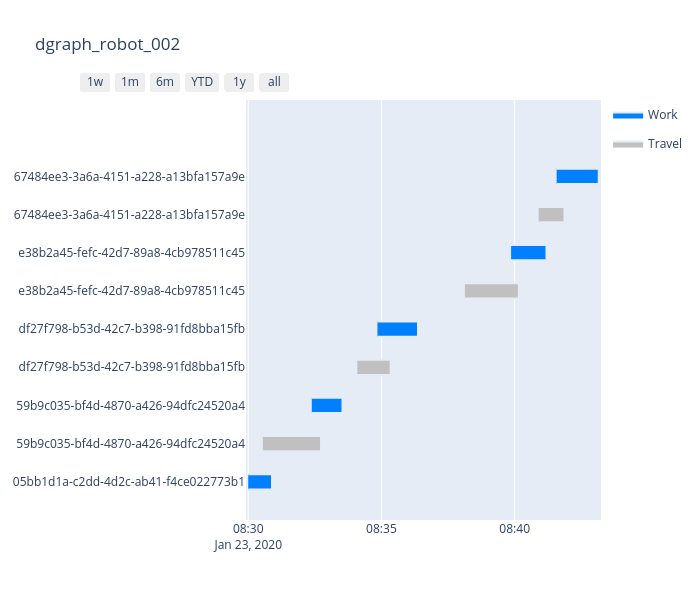 dgraph_robot_002
1w 1m 6m YTD 1y all
Work
Travel
67484ee3-3a6a-4151-a228-a13bfa157a9e
67484ee3-3a6a-4151-a228-a13bfa157a9e
e38b2a45-fefc-42d7-89a8-4cb978511c45
e38b2a45-fefc-42d7-89a8-4cb978511c45
df27f798-b53d-42c7-b398-91fd8bba15fb
df27f798-b53d-42c7-b398-91fd8bba15fb
59b9c035-bf4d-4870-a426-94dfc24520a4
59b9c035-bf4d-4870-a426-94dfc24520a4
05bb1d1a-c2dd-4d2c-ab41-f4ce022773b1
08:30 08:35 08:40
Jan 23, 2020